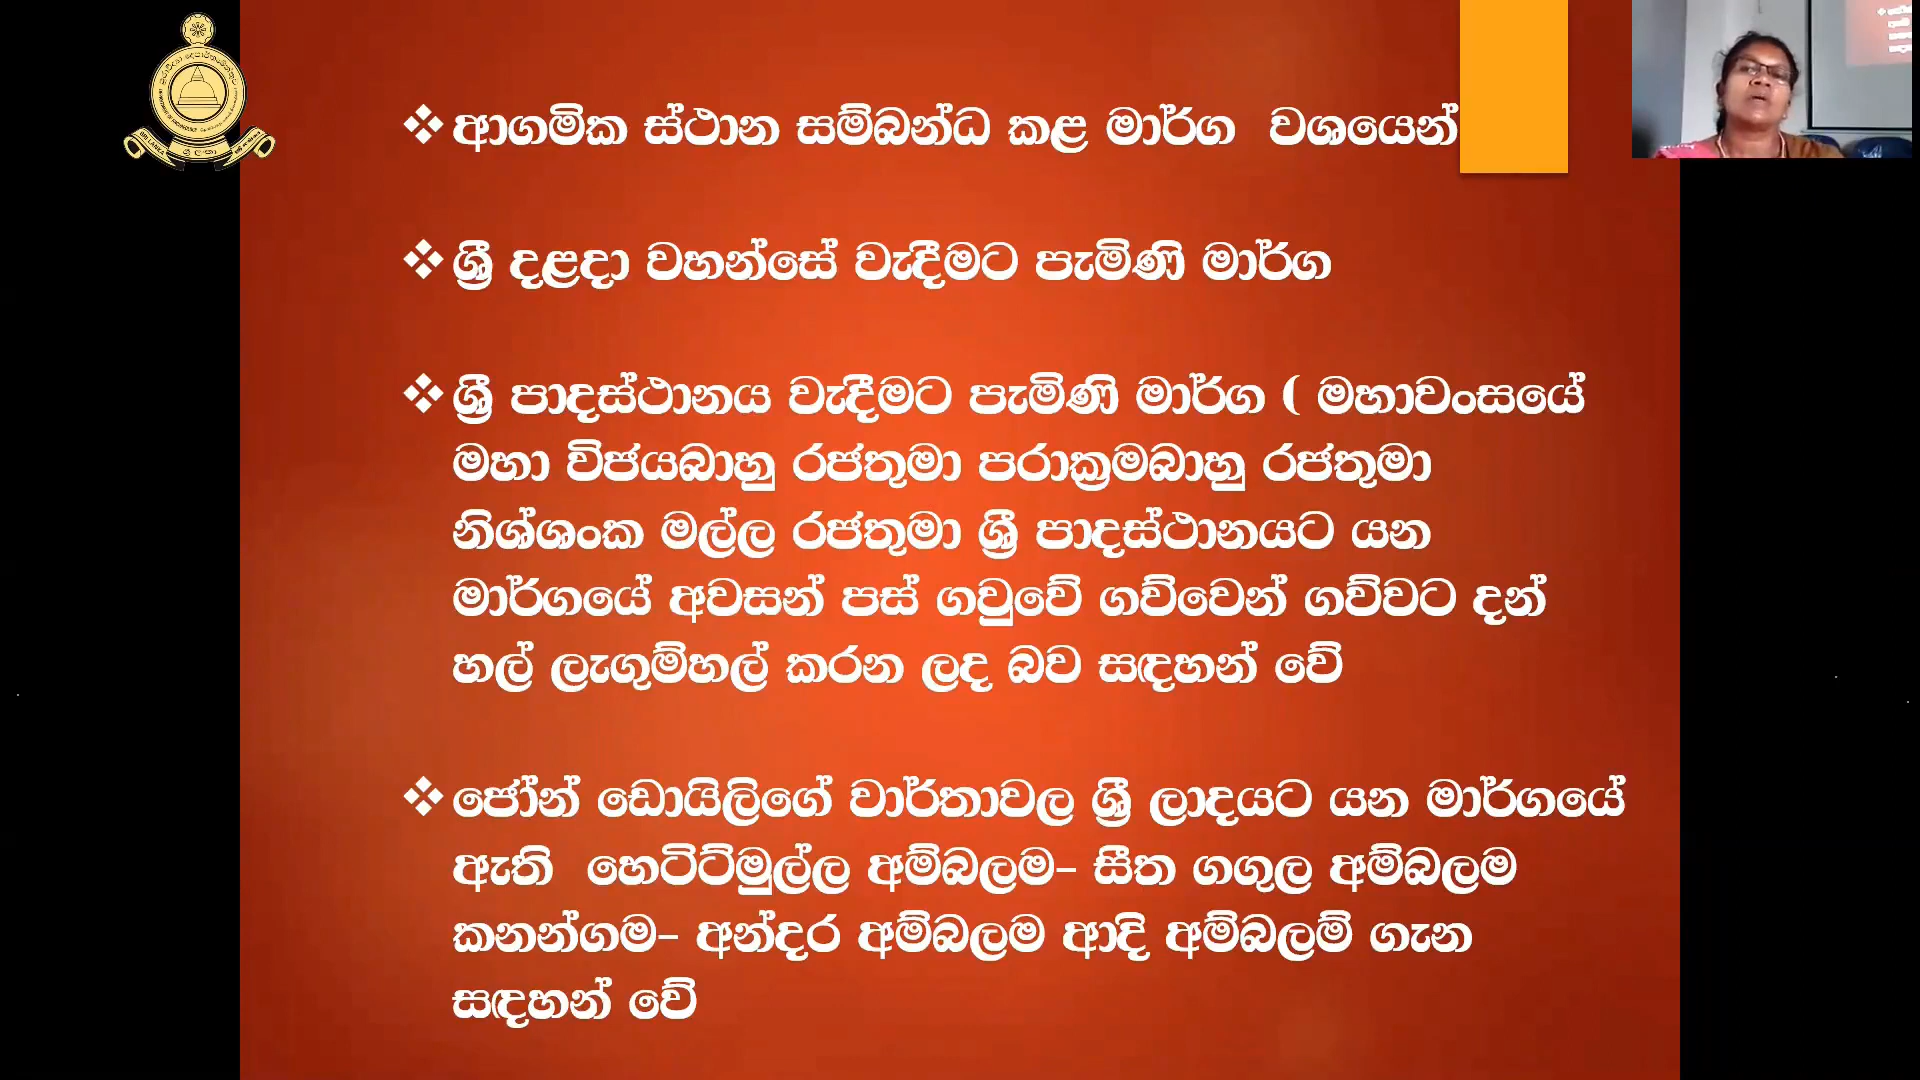 ❖ආගමික ස්ථාන සම්බන්ධ කළ මාර්ග වශයෙන්
❖ශ්‍රී දළදා වහන්සේ වැඳීමට පැමිණි මාර්ග
❖ශ්‍රී පාදස්ථානය වැඳීමට පැමිණි මාර්ග ( මහාවංසයේ
මහා විජයබාහු රජතුමා පරාක්‍රමබාහු රජතුමා
නිශ්ශංක මල්ල රජතුමා ශ්‍රී පාදස්ථානයට යන
මාර්ගයේ අවසන් පස් ගවුවේ ගව්වෙන් ගව්වට දන්
හල් ලැගුම්හල් කරන ලද බව සඳහන් වේ
❖ජෝන් ඩොයිලිගේ වාර්තාවල ශ්‍රී ලාදයට යන මාර්ගයේ
ඇති හෙට්ට්මුල්ල අම්බලම- සීත ගගුල අම්බලම
කනන්ගම- අන්දර අම්බලම ආදි අම්බලම් ගැන
සඳහන් වේ
ශ්‍රී ලංකා